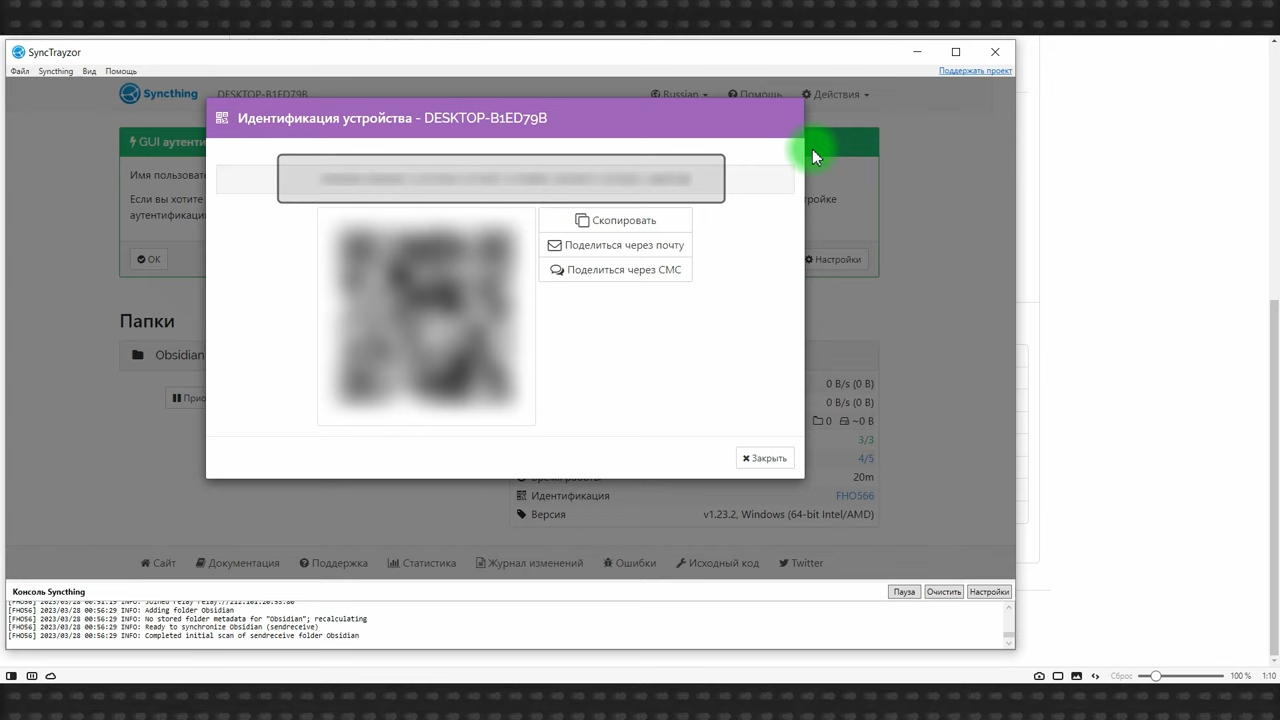 SyncTrayzor
Файл Syncthing Вид Помощь
Поддержать проект
Syncthing
DESKTOP-B1ED79B
Russian
Помощь
Действия
GUI аутенти
Идентификация устройства - DESKTOP-B1ED79B
Имя пользовате
Если вы хотите
тройке
аутентификаци
OK
Настройки
Скопировать
Поделиться через почту
Поделиться через СМС
Закрыть
Папки
Obsidian
Прио
0 B/s (0 B)
0 B/s (0 B)
0 ~0 B
3/3
4/5
Время работы 20m
Идентификация FHO566
Версия v1.23.2, Windows (64-bit Intel/AMD)
Сайт Документация Поддержка Статистика Журнал изменений Ошибки Исходный код Twitter
Консоль Syncthing
Пауза Очистить Настройки
[FHO56] 2023/03/28 00:56:29 INFO: Adding folder Obsidian
[FHO56] 2023/03/28 00:56:29 INFO: No stored folder metadata for "Obsidian"; recalculating
[FHO56] 2023/03/28 00:56:29 INFO: Ready to synchronize Obsidian (sendreceive)
[FHO56] 2023/03/28 00:56:29 INFO: Completed initial scan of sendreceive folder Obsidian
Сброс 100 % 1:10